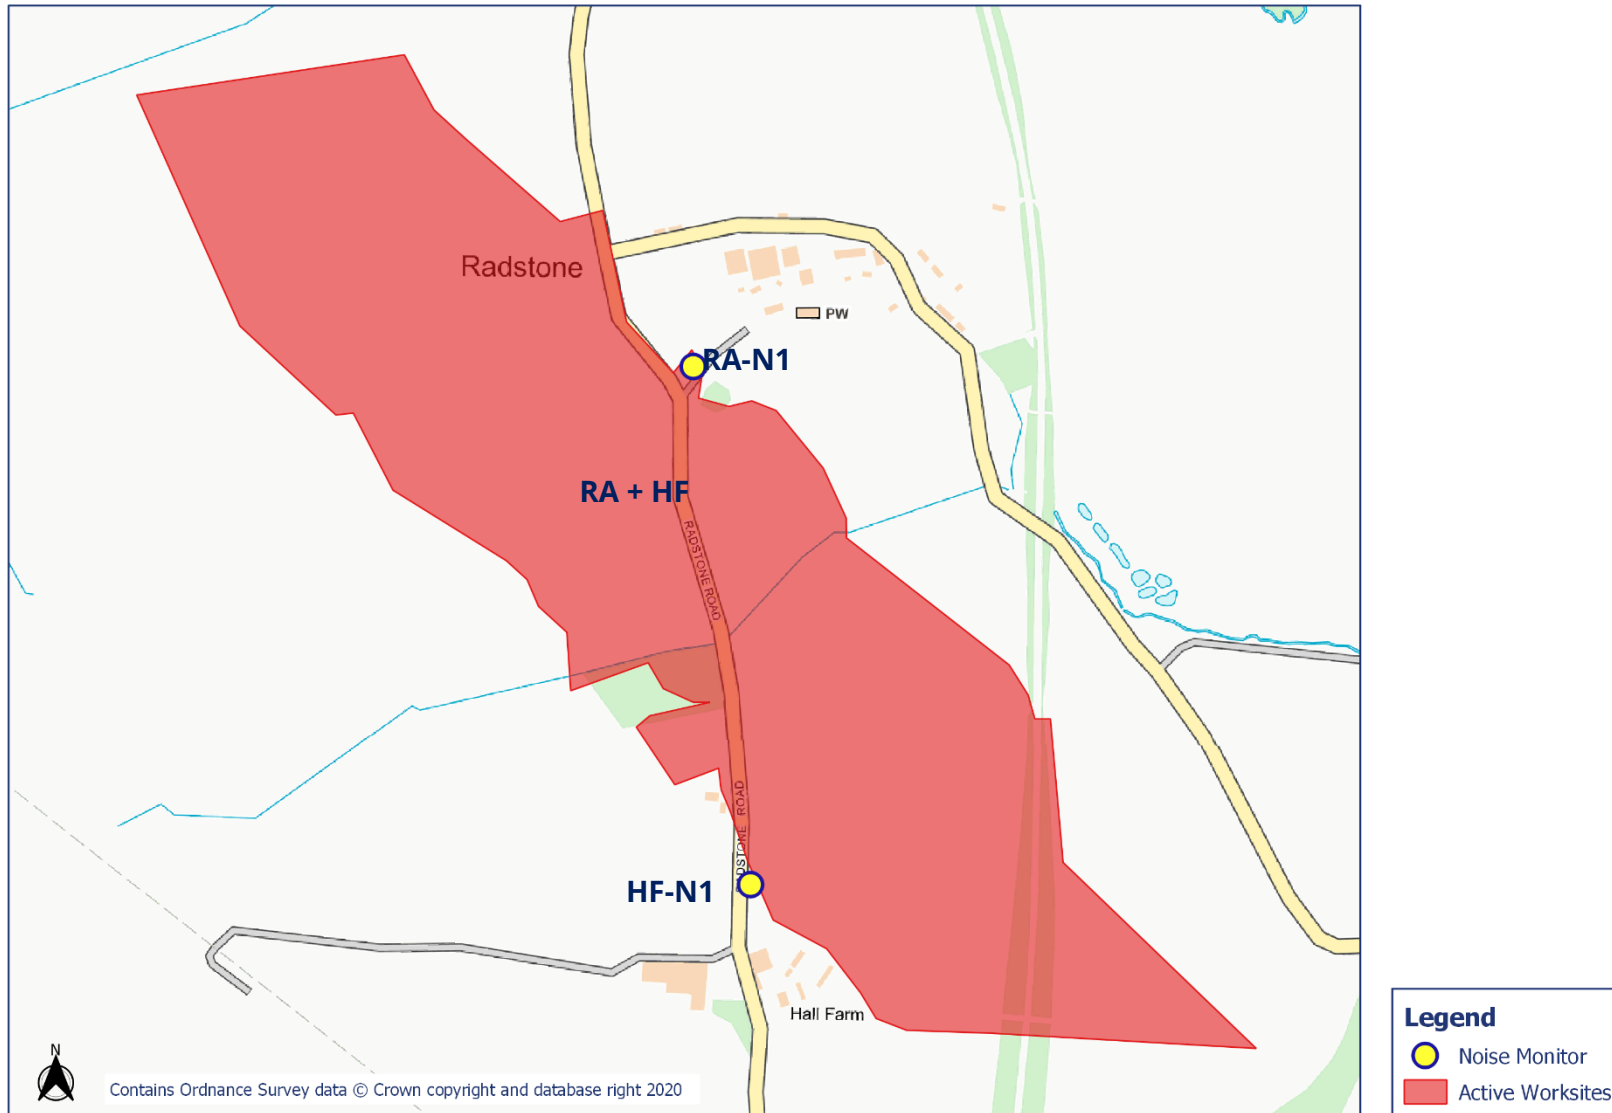 Radstone
PW
RA-N1
RA + HF
RADSTONE ROAD
RADSTONE ROAD
HF-N1
Hall Farm
N
Contains Ordnance Survey data © Crown copyright and database right 2020
Legend
Noise Monitor
Active Worksites